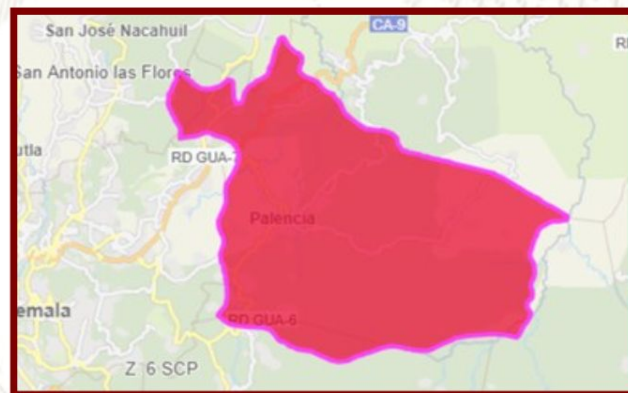 San José Nacahuil
CA-9
San Antonio las Flores
utla
RD GUA-7
Palencia
emala
RD GUA-6
Z 6 SCP